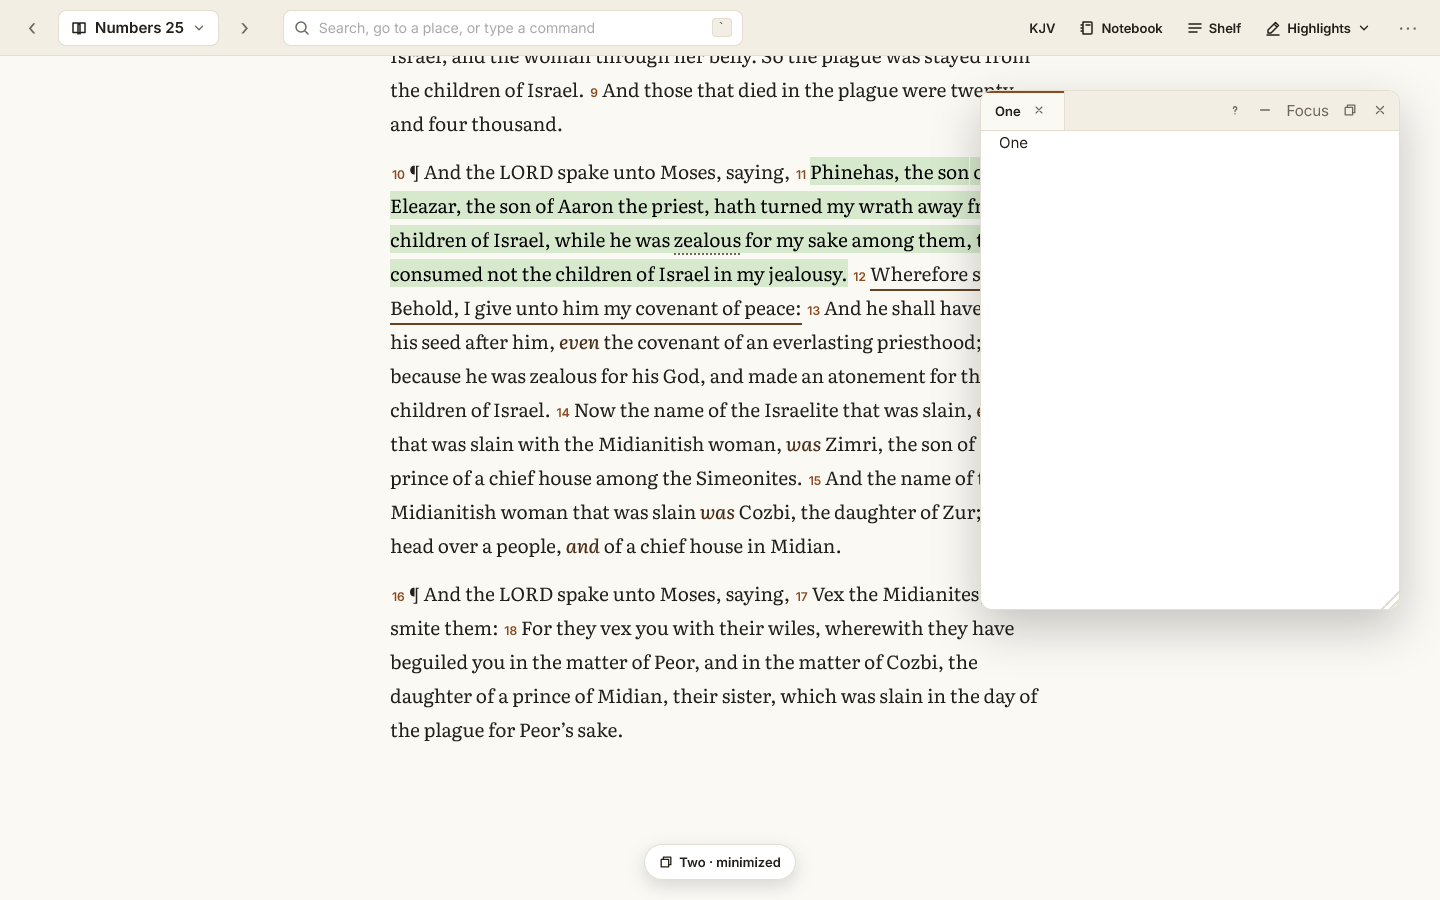 Numbers 25
Search, go to a place, or type a command
`
KJV
Notebook
Shelf
Highlights
Israel, and the woman through her belly. So the plague was stayed from
the children of Israel. 9 And those that died in the plague were twenty
and four thousand.
10 ¶ And the LORD spake unto Moses, saying, 11 Phinehas, the son
Eleazar, the son of Aaron the priest, hath turned my wrath away
children of Israel, while he was zealous for my sake among them,
consumed not the children of Israel in my jealousy. 12 Wherefore
Behold, I give unto him my covenant of peace: 13 And he shall have
his seed after him, even the covenant of an everlasting priesthood;
because he was zealous for his God, and made an atonement for
children of Israel. 14 Now the name of the Israelite that was slain,
that was slain with the Midianitish woman, was Zimri, the son of
prince of a chief house among the Simeonites. 15 And the name of
Midianitish woman that was slain was Cozbi, the daughter of Zur;
head over a people, and of a chief house in Midian.
16 ¶ And the LORD spake unto Moses, saying, 17 Vex the Midianites
smite them: 18 For they vex you with their wiles, wherewith they have
beguiled you in the matter of Peor, and in the matter of Cozbi, the
daughter of a prince of Midian, their sister, which was slain in the day of
the plague for Peor’s sake.
One
?
Focus
One
Two · minimized